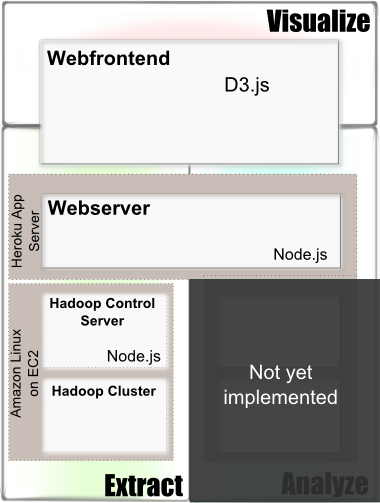 Visualize
Webfrontend
D3.js
Heroku App
Server
Webserver
Node.js
Amazon Linux
on EC2
Hadoop Control
Server
Node.js
Hadoop Cluster
Not yet
implemented
Extract
Analyze